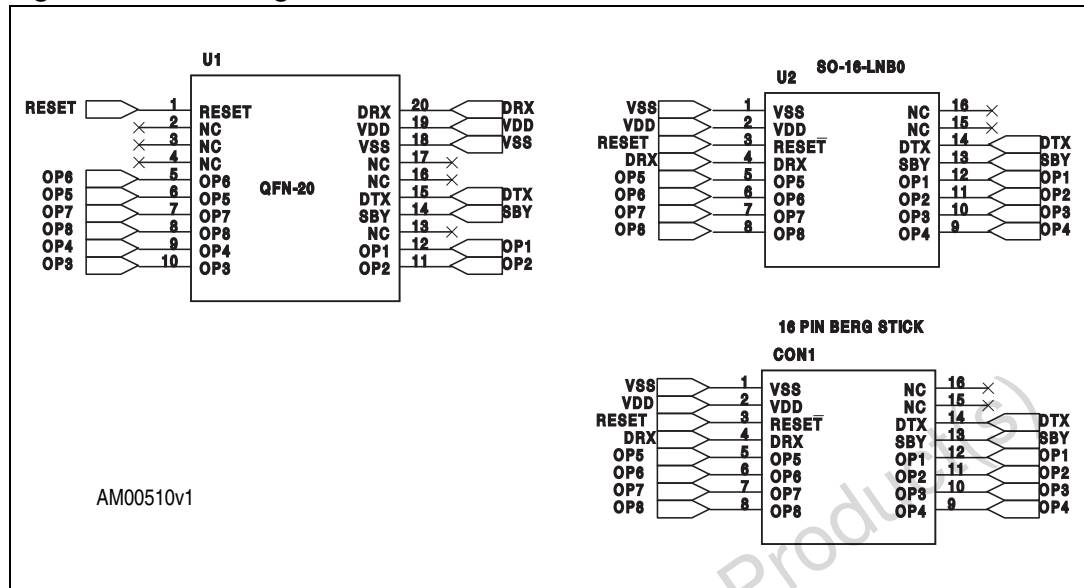 U1
RESET 1 RESET DRX 20 DRX
2 NC VDD 19 VDD
3 NC VSS 18 VSS
4 NC NC 17
OP6 5 OP6 NC 16
OP5 6 OP5 QFN-20 DTX 15 DTX
OP7 7 OP7 SBY 14 SBY
OP8 8 OP8 NC 13
OP4 9 OP4 OP1 12 OP1
OP3 10 OP3 OP2 11 OP2
U2 SO-16-LNB0
VSS 1 VSS NC 16
VDD 2 VDD NC 15
RESET 3 RESET DTX 14 DTX
DRX 4 DRX SBY 13 SBY
OP5 5 OP5 OP1 12 OP1
OP6 6 OP6 OP2 11 OP2
OP7 7 OP7 OP3 10 OP3
OP8 8 OP8 OP4 9 OP4
16 PIN BERG STICK
CON1
VSS 1 VSS NC 16
VDD 2 VDD NC 15
RESET 3 RESET DTX 14 DTX
DRX 4 DRX SBY 13 SBY
OP5 5 OP5 OP1 12 OP1
OP6 6 OP6 OP2 11 OP2
OP7 7 OP7 OP3 10 OP3
OP8 8 OP8 OP4 9 OP4
AM00510v1
Product(s)